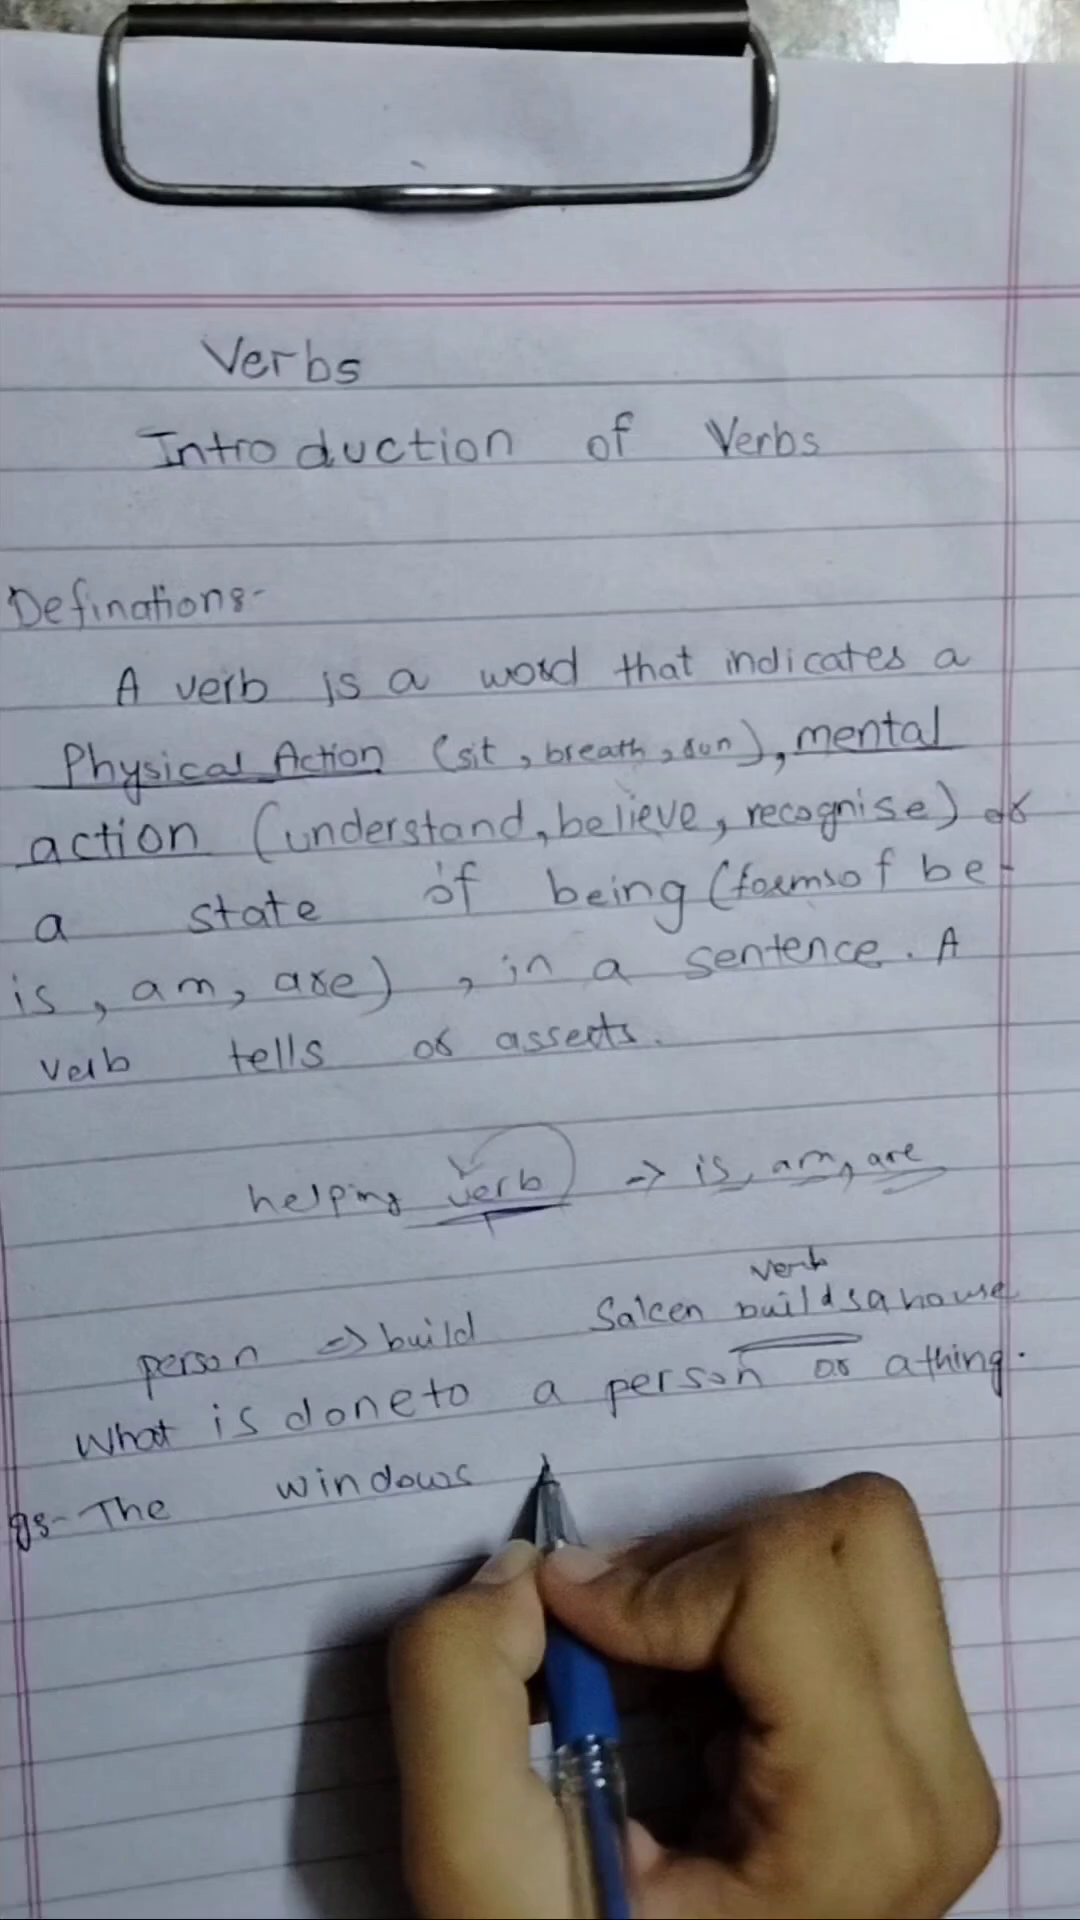 Verbs
Introduction of Verbs
Definations-
A verb is a word that indicates a
Physical Action (sit, breath, run), mental
action (understand, believe, recognise) or
a state of being (forms of be-
is, am, are), in a sentence. A
verb tells or asserts.
helping verb -> is, am, are
verb
person => build Saleen builds a house
What is done to a person or a thing.
gs- The windows